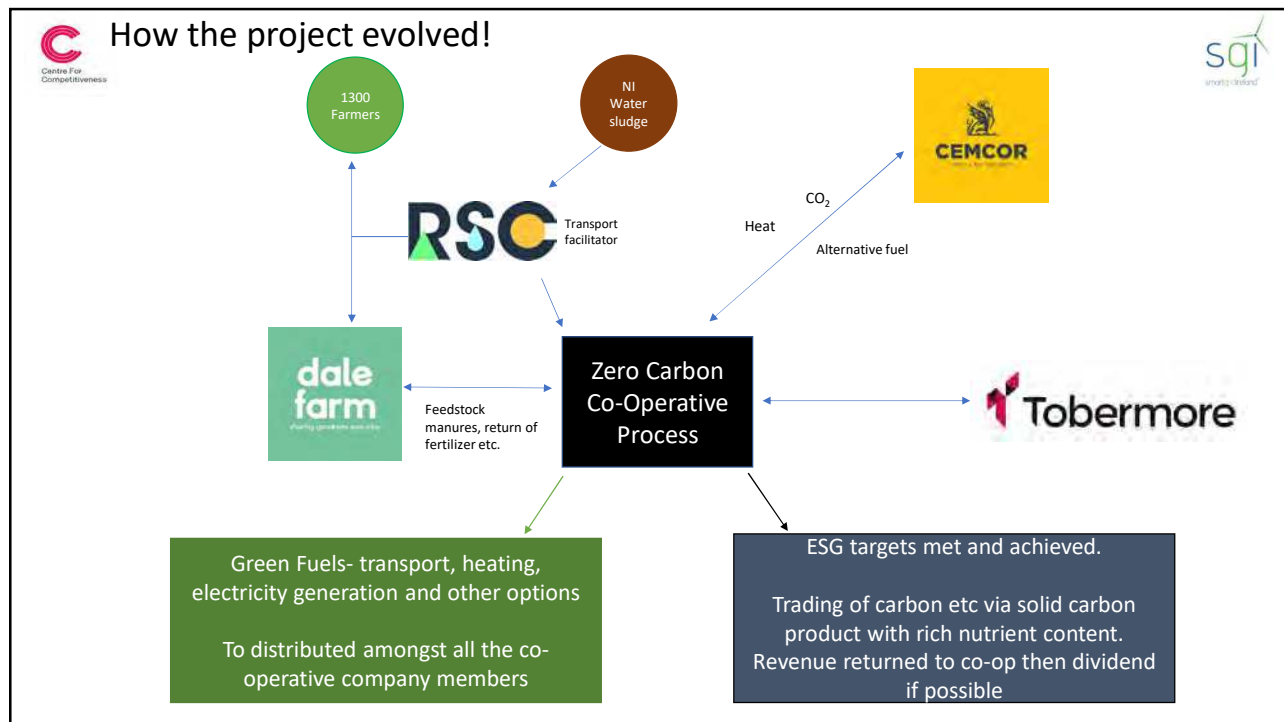 How the project evolved!
Centre For
Competitiveness
sgi
1300
Farmers
NI
Water
sludge
CEMCOR
RSC
Transport
facilitator
CO₂
Heat
Alternative fuel
dale
farm
Feedstock
manures, return of
fertilizer etc.
Zero Carbon
Co-Operative
Process
Tobermore
Green Fuels- transport, heating,
electricity generation and other options
To distributed amongst all the co-
operative company members
ESG targets met and achieved.
Trading of carbon etc via solid carbon
product with rich nutrient content.
Revenue returned to co-op then dividend
if possible